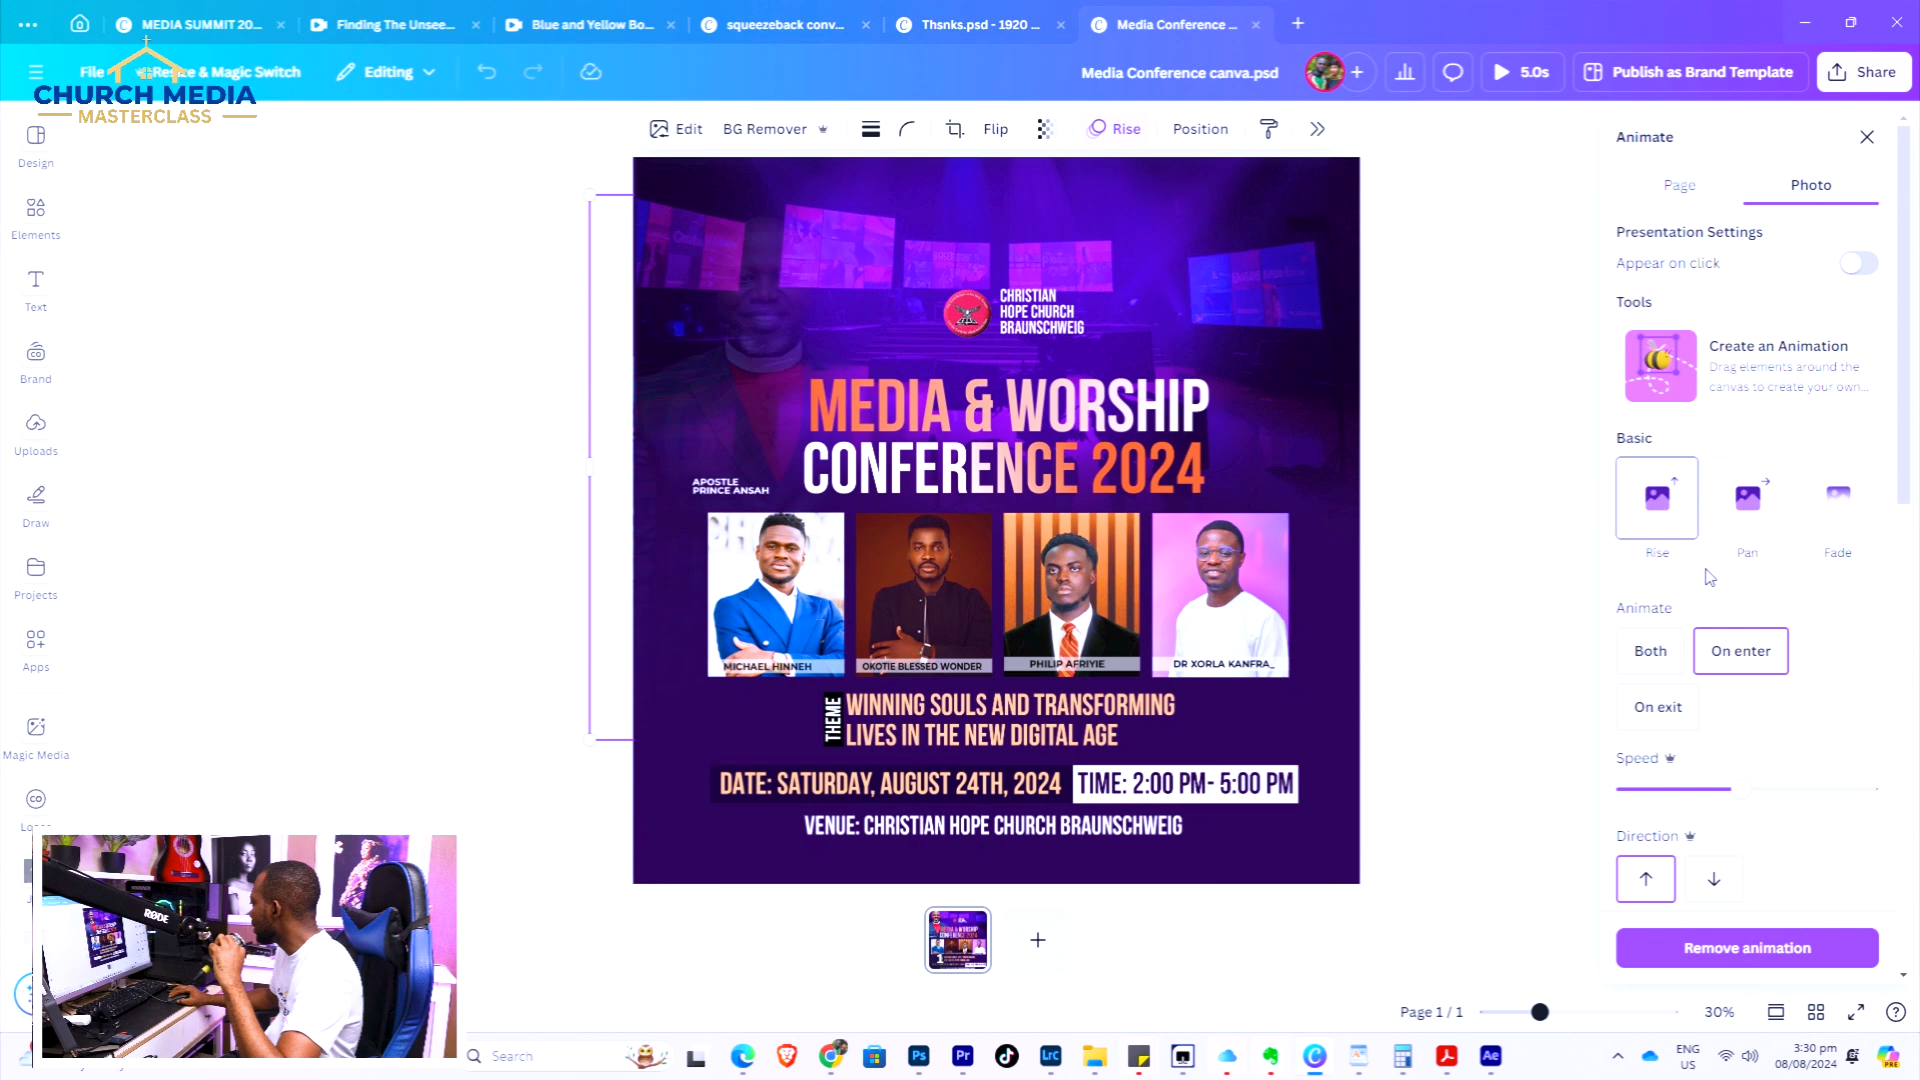 MEDIA SUMMIT 20...
Finding The Unsee...
Blue and Yellow Bo...
squeezeback conv...
Thsnks.psd - 1920 ...
Media Conference ...
File
Resize & Magic Switch
Editing
Media Conference canva.psd
5.0s
Publish as Brand Template
Share
CHURCH MEDIA
MASTERCLASS
Edit
BG Remover
Flip
Rise
Position
Design
Elements
Text
Brand
Uploads
Draw
Projects
Apps
Magic Media
CHRISTIAN
HOPE CHURCH
BRAUNSCHWEIG
MEDIA & WORSHIP
CONFERENCE 2024
APOSTLE
PRINCE ANSAH
MICHAEL HINNEH
OKOTIE BLESSED WONDER
PHILIP AFRIYIE
DR XORLA KANFRA_
THEME
WINNING SOULS AND TRANSFORMING
LIVES IN THE NEW DIGITAL AGE
DATE: SATURDAY, AUGUST 24TH, 2024
TIME: 2:00 PM- 5:00 PM
VENUE: CHRISTIAN HOPE CHURCH BRAUNSCHWEIG
Animate
Page
Photo
Presentation Settings
Appear on click
Tools
Create an Animation
Drag elements around the
canvas to create your own...
Basic
Rise
Pan
Fade
Animate
Both
On enter
On exit
Speed
Direction
Remove animation
RØDE
Page 1 / 1
30%
Search
Ps
Pr
Lrc
Ae
ENG
US
3:30 pm
08/08/2024
PRE